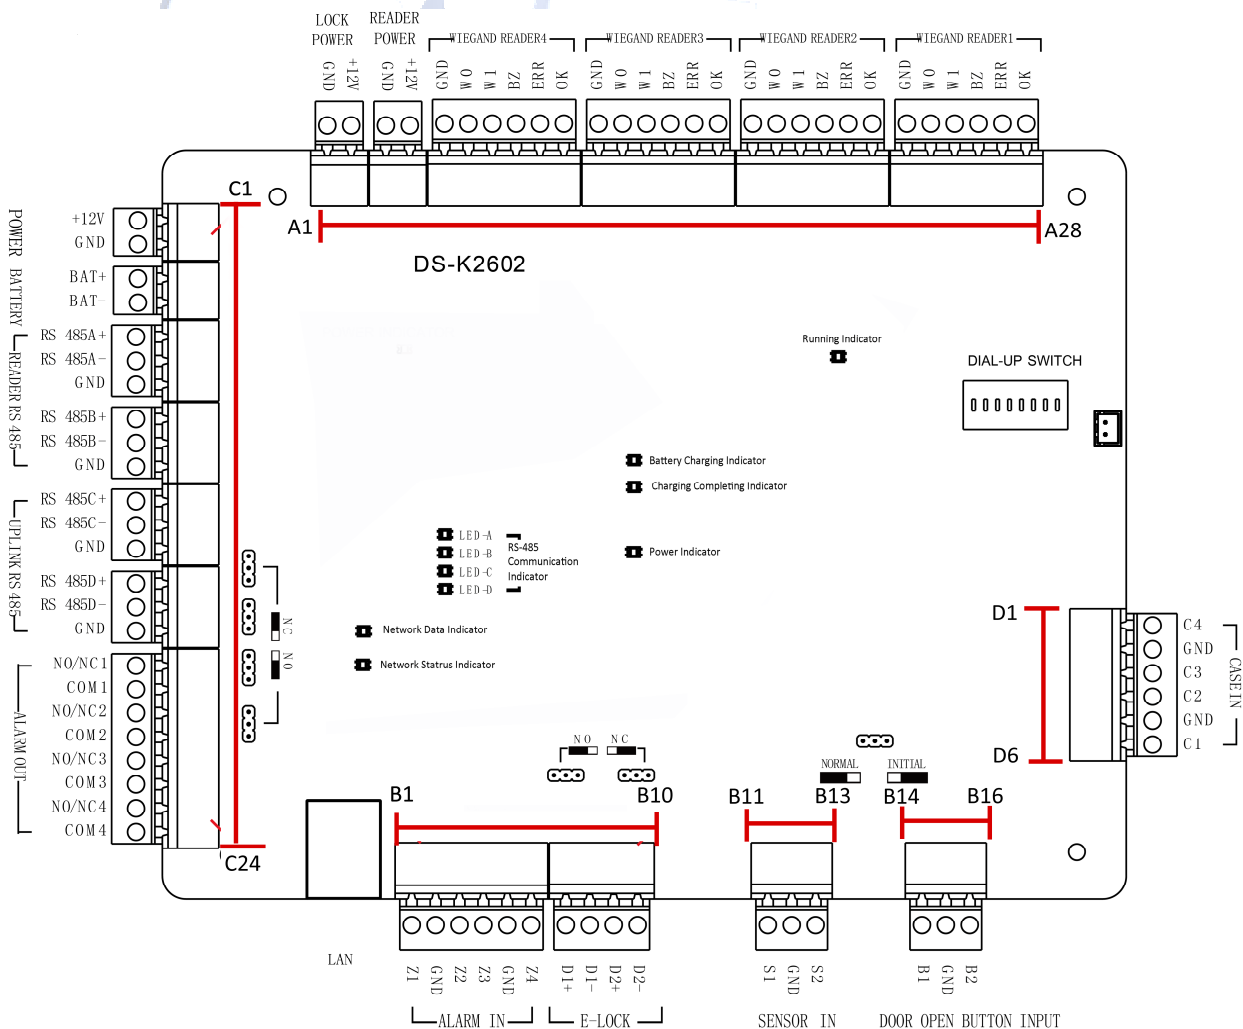 LOCK
POWER
READER
POWER
WIEGAND READER4
WIEGAND READER3
WIEGAND READER2
WIEGAND READER1
GND
+12V
GND
+12V
GND
W0
W1
BZ
ERR
OK
GND
W0
W1
BZ
ERR
OK
GND
W0
W1
BZ
ERR
OK
GND
W0
W1
BZ
ERR
OK
C1
A1
A28
DS-K2602
POWER
BATTERY
READER RS 485
UPLINK RS 485
ALARM OUT
+12V
GND
BAT+
BAT-
RS 485A+
RS 485A-
GND
RS 485B+
RS 485B-
GND
RS 485C+
RS 485C-
GND
RS 485D+
RS 485D-
GND
NO/NC1
COM1
NO/NC2
COM2
NO/NC3
COM3
NO/NC4
COM4
C24
NC
NO
Running Indicator
DIAL-UP SWITCH
Battery Charging Indicator
Charging Completing Indicator
Power Indicator
LED-A
LED-B
LED-C
LED-D
RS-485
Communication
Indicator
Network Data Indicator
Network Statrus Indicator
D1
D6
C4
GND
C3
C2
GND
C1
CASE IN
NO
NC
NORMAL
INITIAL
B1
B10
B11
B13
B14
B16
LAN
Z1
GND
Z2
Z3
GND
Z4
D1+
D1-
D2+
D2-
S1
GND
S2
B1
GND
B2
ALARM IN
E-LOCK
SENSOR IN
DOOR OPEN BUTTON INPUT